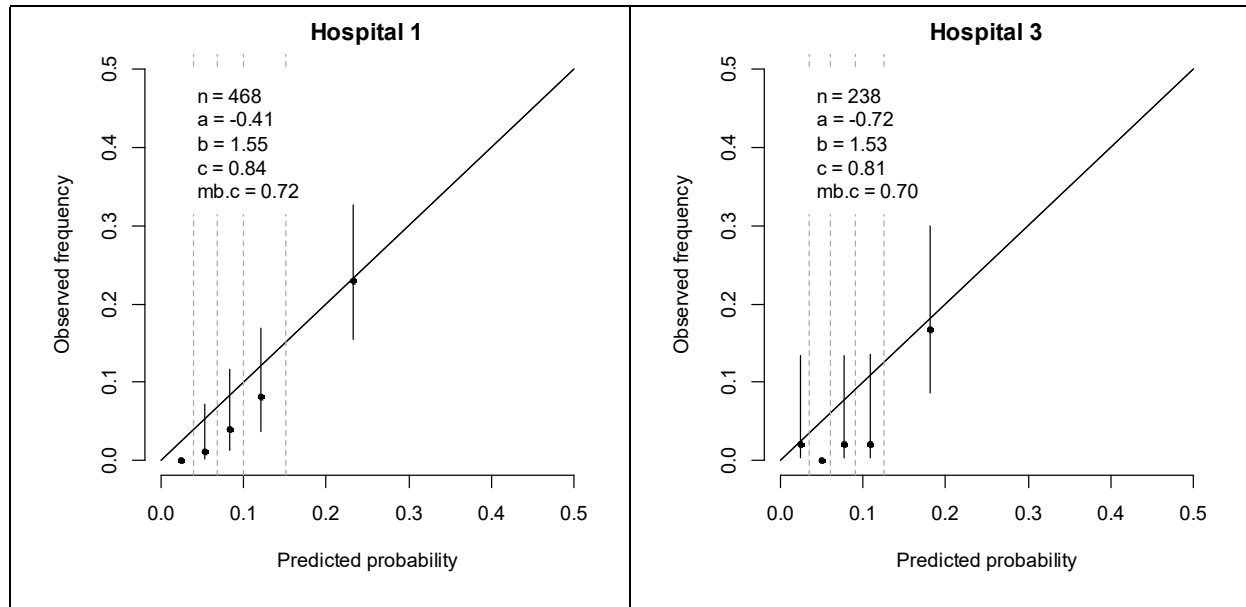 Hospital 1
n = 468
a = -0.41
b = 1.55
c = 0.84
mb.c = 0.72
Observed frequency
0.5
0.4
0.3
0.2
0.1
0.0
0.0 0.1 0.2 0.3 0.4 0.5
Predicted probability
Hospital 3
n = 238
a = -0.72
b = 1.53
c = 0.81
mb.c = 0.70
Observed frequency
0.5
0.4
0.3
0.2
0.1
0.0
0.0 0.1 0.2 0.3 0.4 0.5
Predicted probability